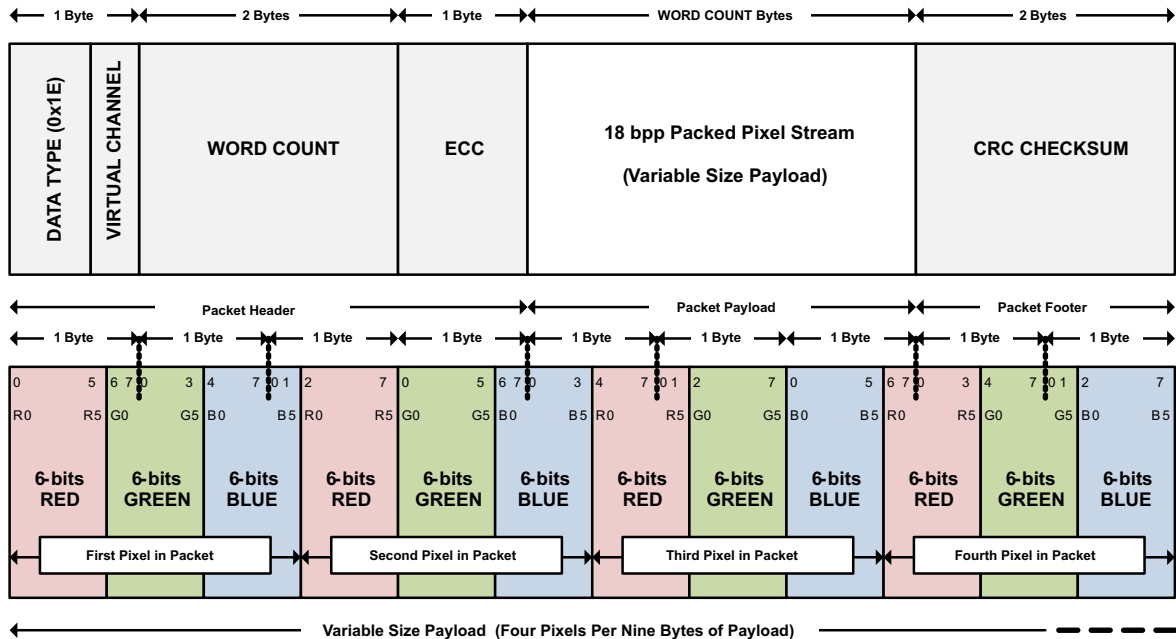 1 Byte 2 Bytes 1 Byte WORD COUNT Bytes 2 Bytes
DATA TYPE (0x1E)
VIRTUAL CHANNEL
WORD COUNT
ECC
18 bpp Packed Pixel Stream
(Variable Size Payload)
CRC CHECKSUM
Packet Header Packet Payload Packet Footer
1 Byte 1 Byte 1 Byte 1 Byte 1 Byte 1 Byte 1 Byte 1 Byte 1 Byte
0 5 6 7 0 3 4 7 0 1 2 7 0 5 6 7 0 3 4 7 0 1 2 7 0 5 6 7 0 3 4 7 0 1 2 7
R0 R5 G0 G5 B0 B5 R0 R5 G0 G5 B0 B5 R0 R5 G0 G5 B0 B5 R0 R5 G0 G5 B0 B5
6-bits 6-bits 6-bits 6-bits 6-bits 6-bits 6-bits 6-bits 6-bits 6-bits 6-bits 6-bits
RED GREEN BLUE RED GREEN BLUE RED GREEN BLUE RED GREEN BLUE
First Pixel in Packet Second Pixel in Packet Third Pixel in Packet Fourth Pixel in Packet
Variable Size Payload (Four Pixels Per Nine Bytes of Payload)